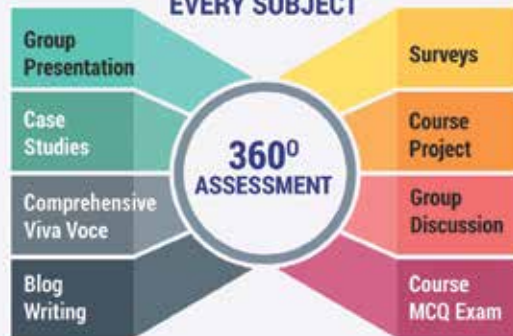 EVERY SUBJECT
Group
Presentation
Case
Studies
Comprehensive
Viva Voce
Blog
Writing
360⁰
ASSESSMENT
Surveys
Course
Project
Group
Discussion
Course
MCQ Exam